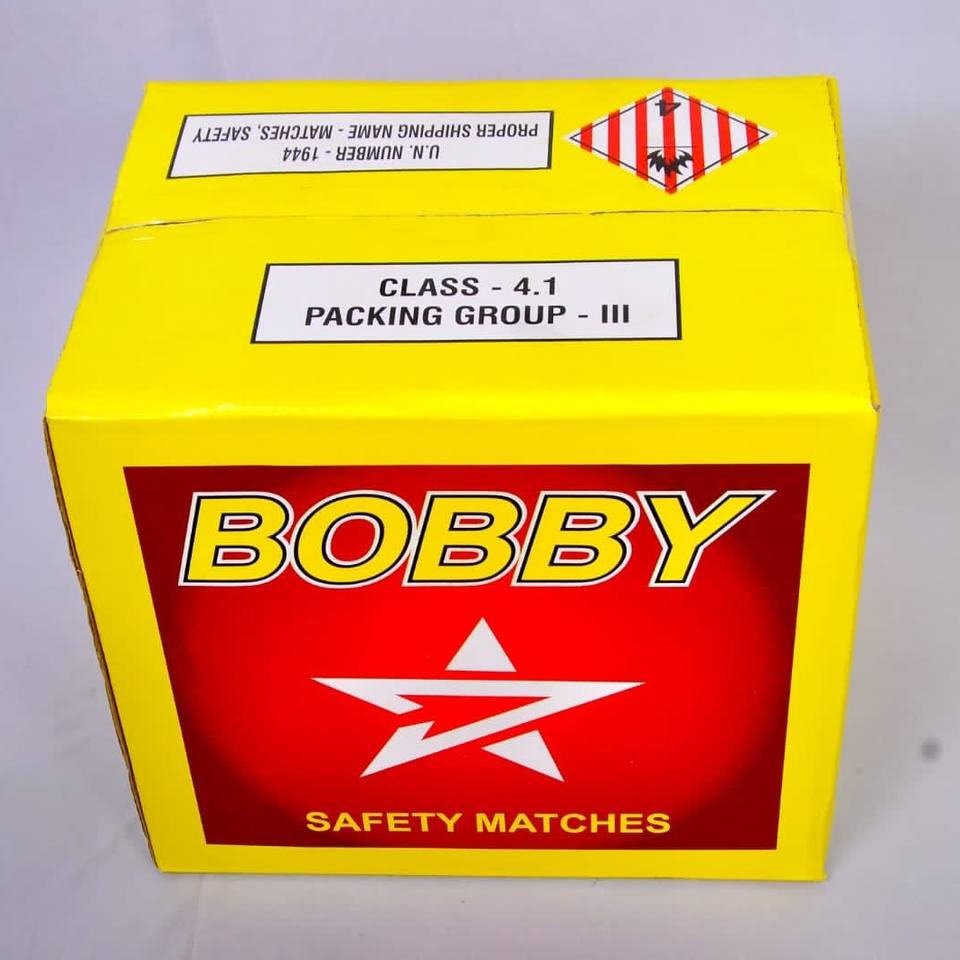 U.N. NUMBER - 1944
PROPER SHIPPING NAME - MATCHES, SAFETY
4
CLASS - 4.1
PACKING GROUP - III
BOBBY
SAFETY MATCHES